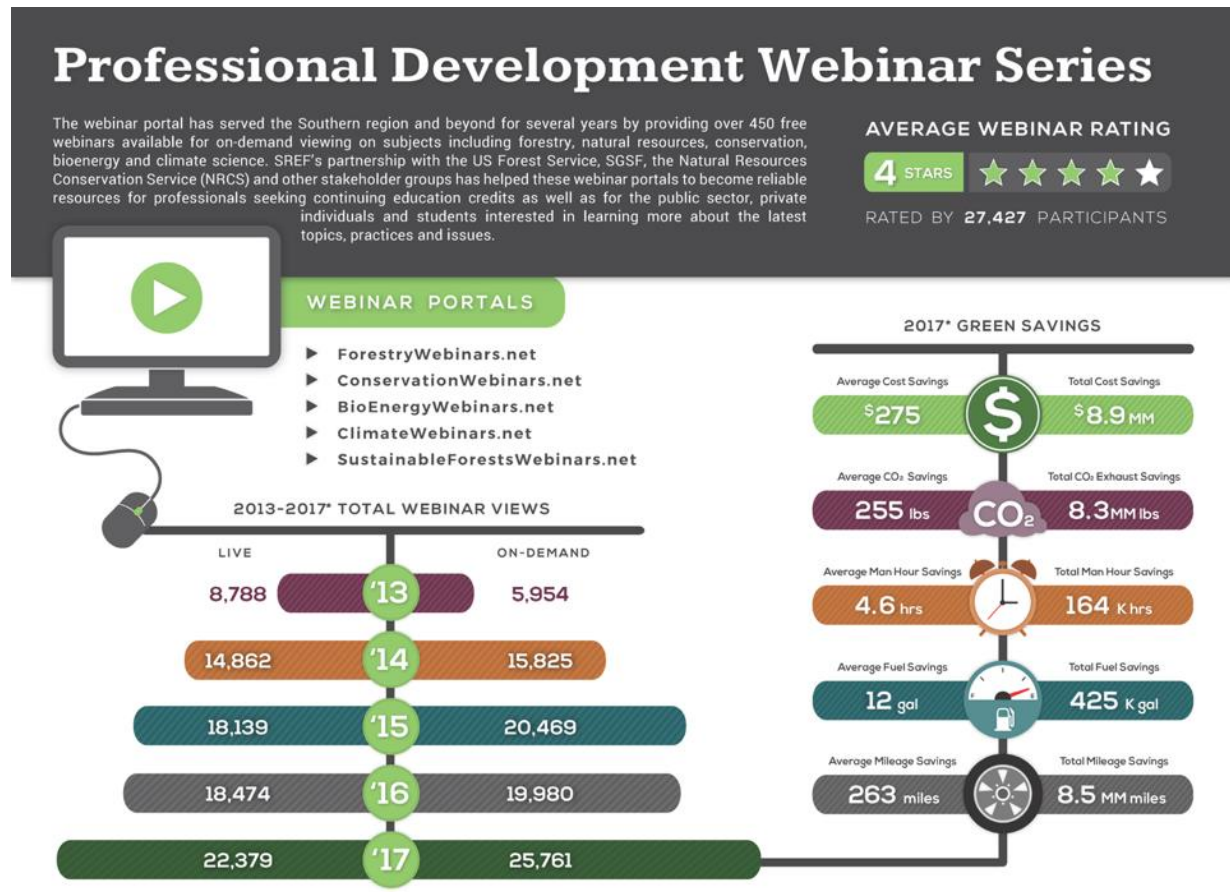 Professional Development Webinar Series
The webinar portal has served the Southern region and beyond for several years by providing over 450 free
webinars available for on-demand viewing on subjects including forestry, natural resources, conservation,
bioenergy and climate science. SREF's partnership with the US Forest Service, SGSF, the Natural Resources
Conservation Service (NRCS) and other stakeholder groups has helped these webinar portals to become reliable
resources for professionals seeking continuing education credits as well as for the public sector, private
individuals and students interested in learning more about the latest
topics, practices and issues.
AVERAGE WEBINAR RATING
4 STARS
RATED BY 27,427 PARTICIPANTS
WEBINAR PORTALS
ForestryWebinars.net
ConservationWebinars.net
BioEnergyWebinars.net
ClimateWebinars.net
SustainableForestsWebinars.net
2013-2017* TOTAL WEBINAR VIEWS
LIVE ON-DEMAND
8,788 '13 5,954
14,862 '14 15,825
18,139 '15 20,469
18,474 '16 19,980
22,379 '17 25,761
2017* GREEN SAVINGS
Average Cost Savings Total Cost Savings
$275 $ $8.9 MM
Average CO₂ Savings Total CO₂ Exhaust Savings
255 lbs CO₂ 8.3MM lbs
Average Man Hour Savings Total Man Hour Savings
4.6 hrs 164 K hrs
Average Fuel Savings Total Fuel Savings
12 gal 425 K gal
Average Mileage Savings Total Mileage Savings
263 miles 8.5 MM miles